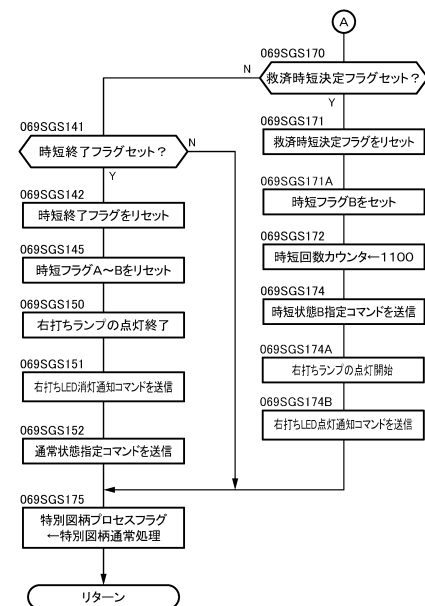 A
069SGS170
救済時短決定フラグセット？
N
Y
069SGS171
救済時短決定フラグをリセット
069SGS171A
時短フラグBをセット
069SGS172
時短回数カウンタ←1100
069SGS174
時短状態B指定コマンドを送信
069SGS174A
右打ちランプの点灯開始
069SGS174B
右打ちLED点灯通知コマンドを送信
069SGS141
時短終了フラグセット？
N
Y
069SGS142
時短終了フラグをリセット
069SGS145
時短フラグA～Bをリセット
069SGS150
右打ちランプの点灯終了
069SGS151
右打ちLED消灯通知コマンドを送信
069SGS152
通常状態指定コマンドを送信
069SGS175
特別図柄プロセスフラグ
←特別図柄通常処理
リターン